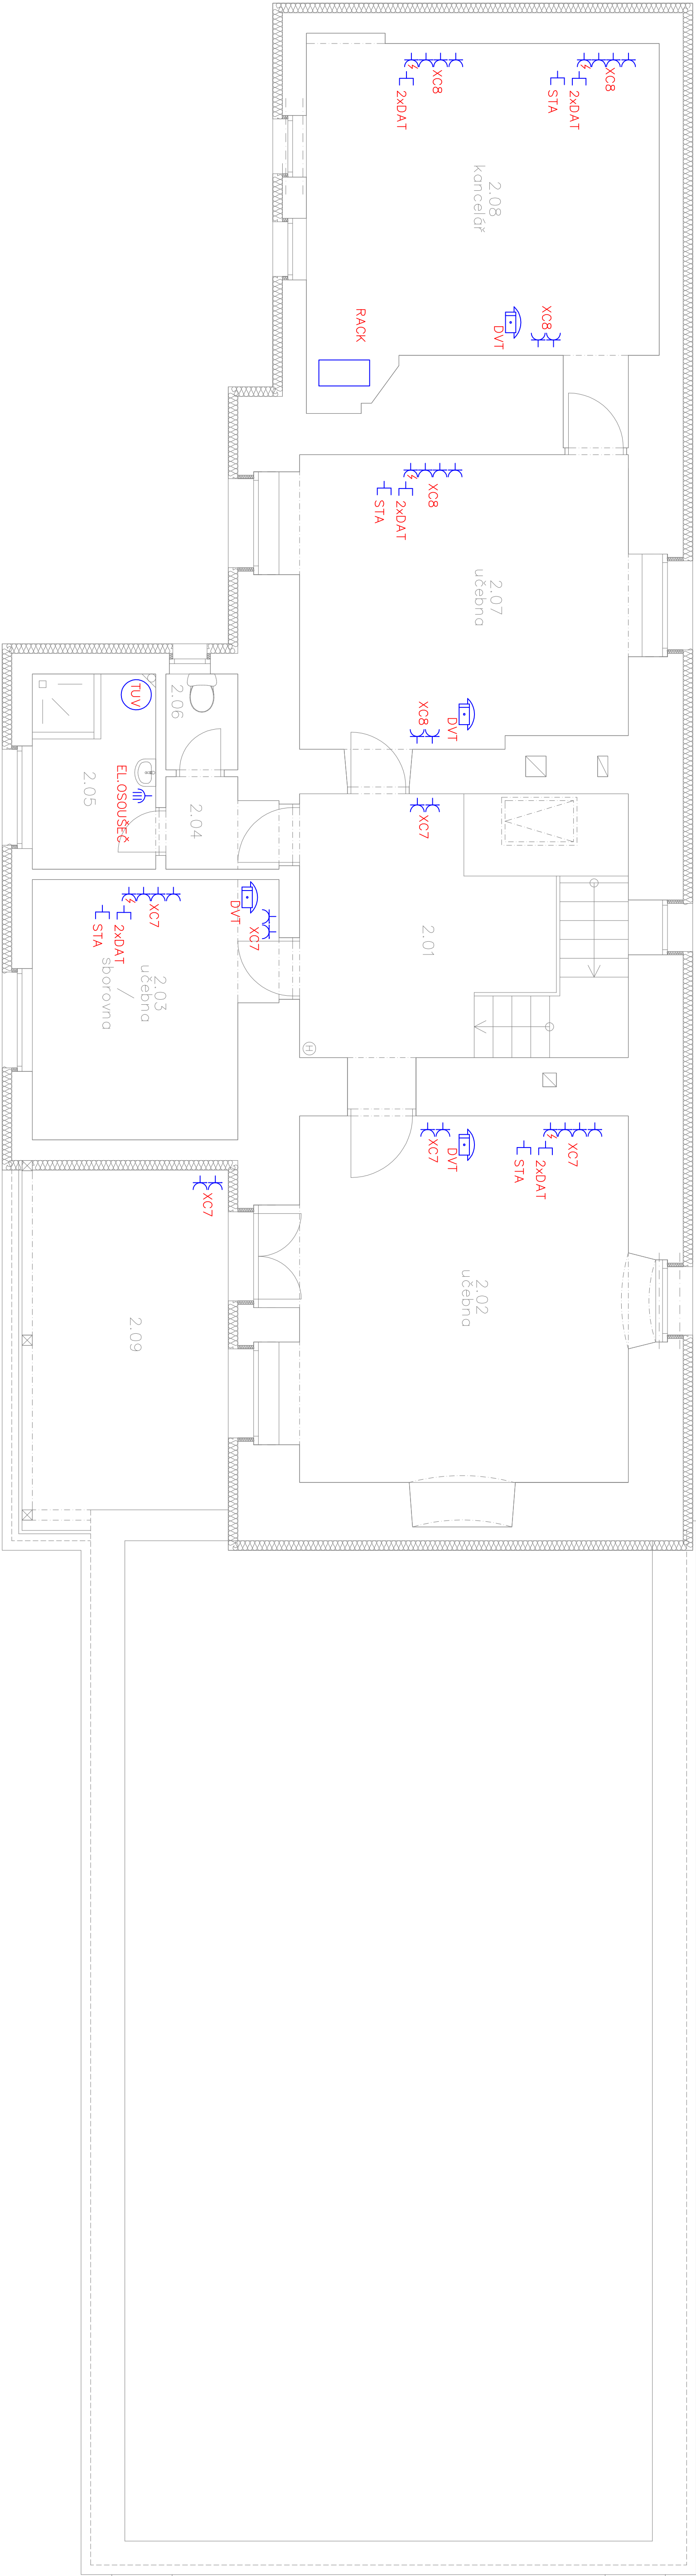 XC8
2xDAT
XC8
STA
2xDAT
2.08
kancelář
RACK
DVT
XC8
XC8
STA
2xDAT
2.07
učebna
XC8
DVT
TUV
2.06
EL.OSOUŠEČ
2.05
2.04
XC7
XC7
STA
2xDAT
DVT
XC7
2.01
2.03
učebna
/
sborovna
H
XC7
DVT
STA
2xDAT
XC7
XC7
2.02
učebna
2.09